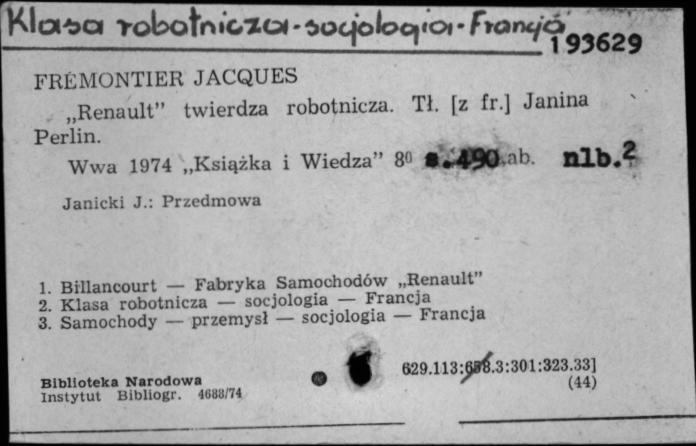 Klasa robotnicza-socjologia-Francja
193629
FRÉMONTIER JACQUES
„Renault” twierdza robotnicza. Tł. [z fr.] Janina
Perlin.
Wwa 1974 „Książka i Wiedza” 8⁰ s.490 ab. nlb.2
Janicki J.: Przedmowa
1. Billancourt — Fabryka Samochodów „Renault”
2. Klasa robotnicza — socjologia — Francja
3. Samochody — przemysł — socjologia — Francja
629.113:658.3:301:323.33]
(44)
Biblioteka Narodowa
Instytut Bibliogr. 4688/74